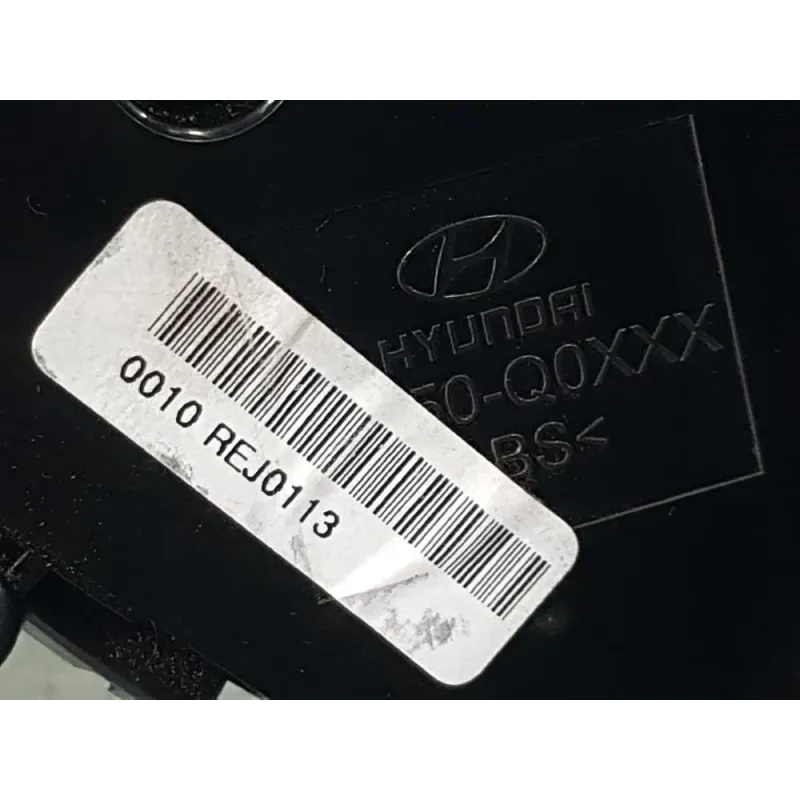 HYUNDAI
50-Q0XXX
BS<
0010 REJ0113